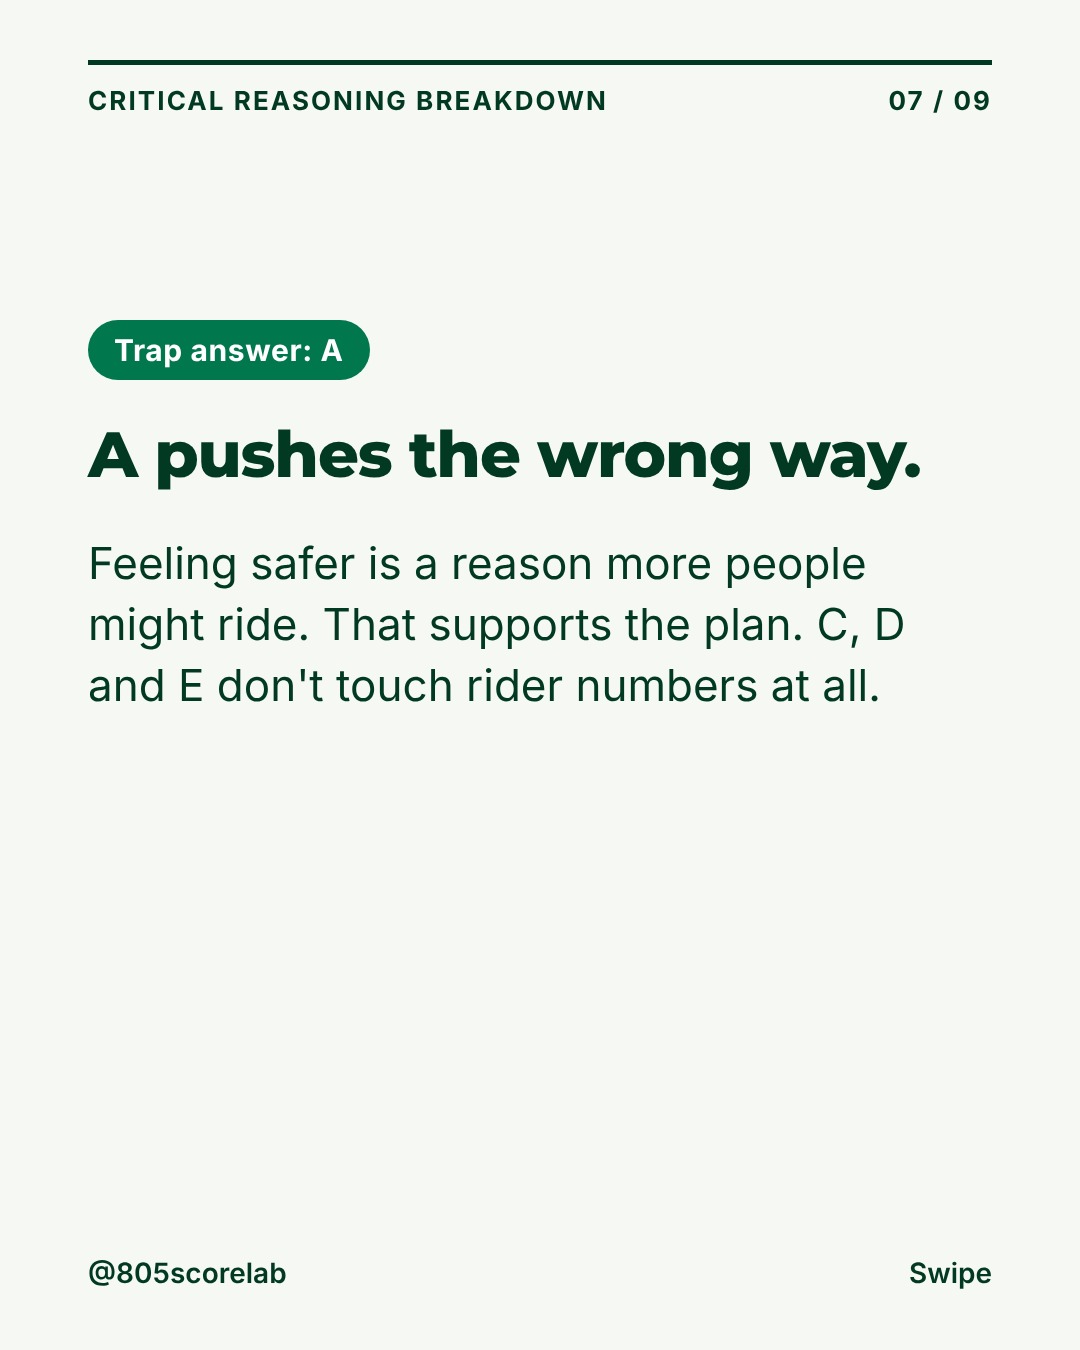 CRITICAL REASONING BREAKDOWN
07 / 09
Trap answer: A
A pushes the wrong way.
Feeling safer is a reason more people
might ride. That supports the plan. C, D
and E don't touch rider numbers at all.
@805scorelab
Swipe